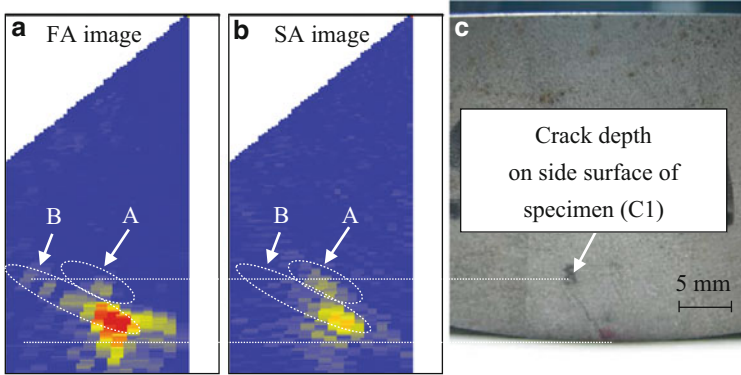 a FA image
B
A
b SA image
B
A
c
Crack depth
on side surface of
specimen (C1)
5 mm